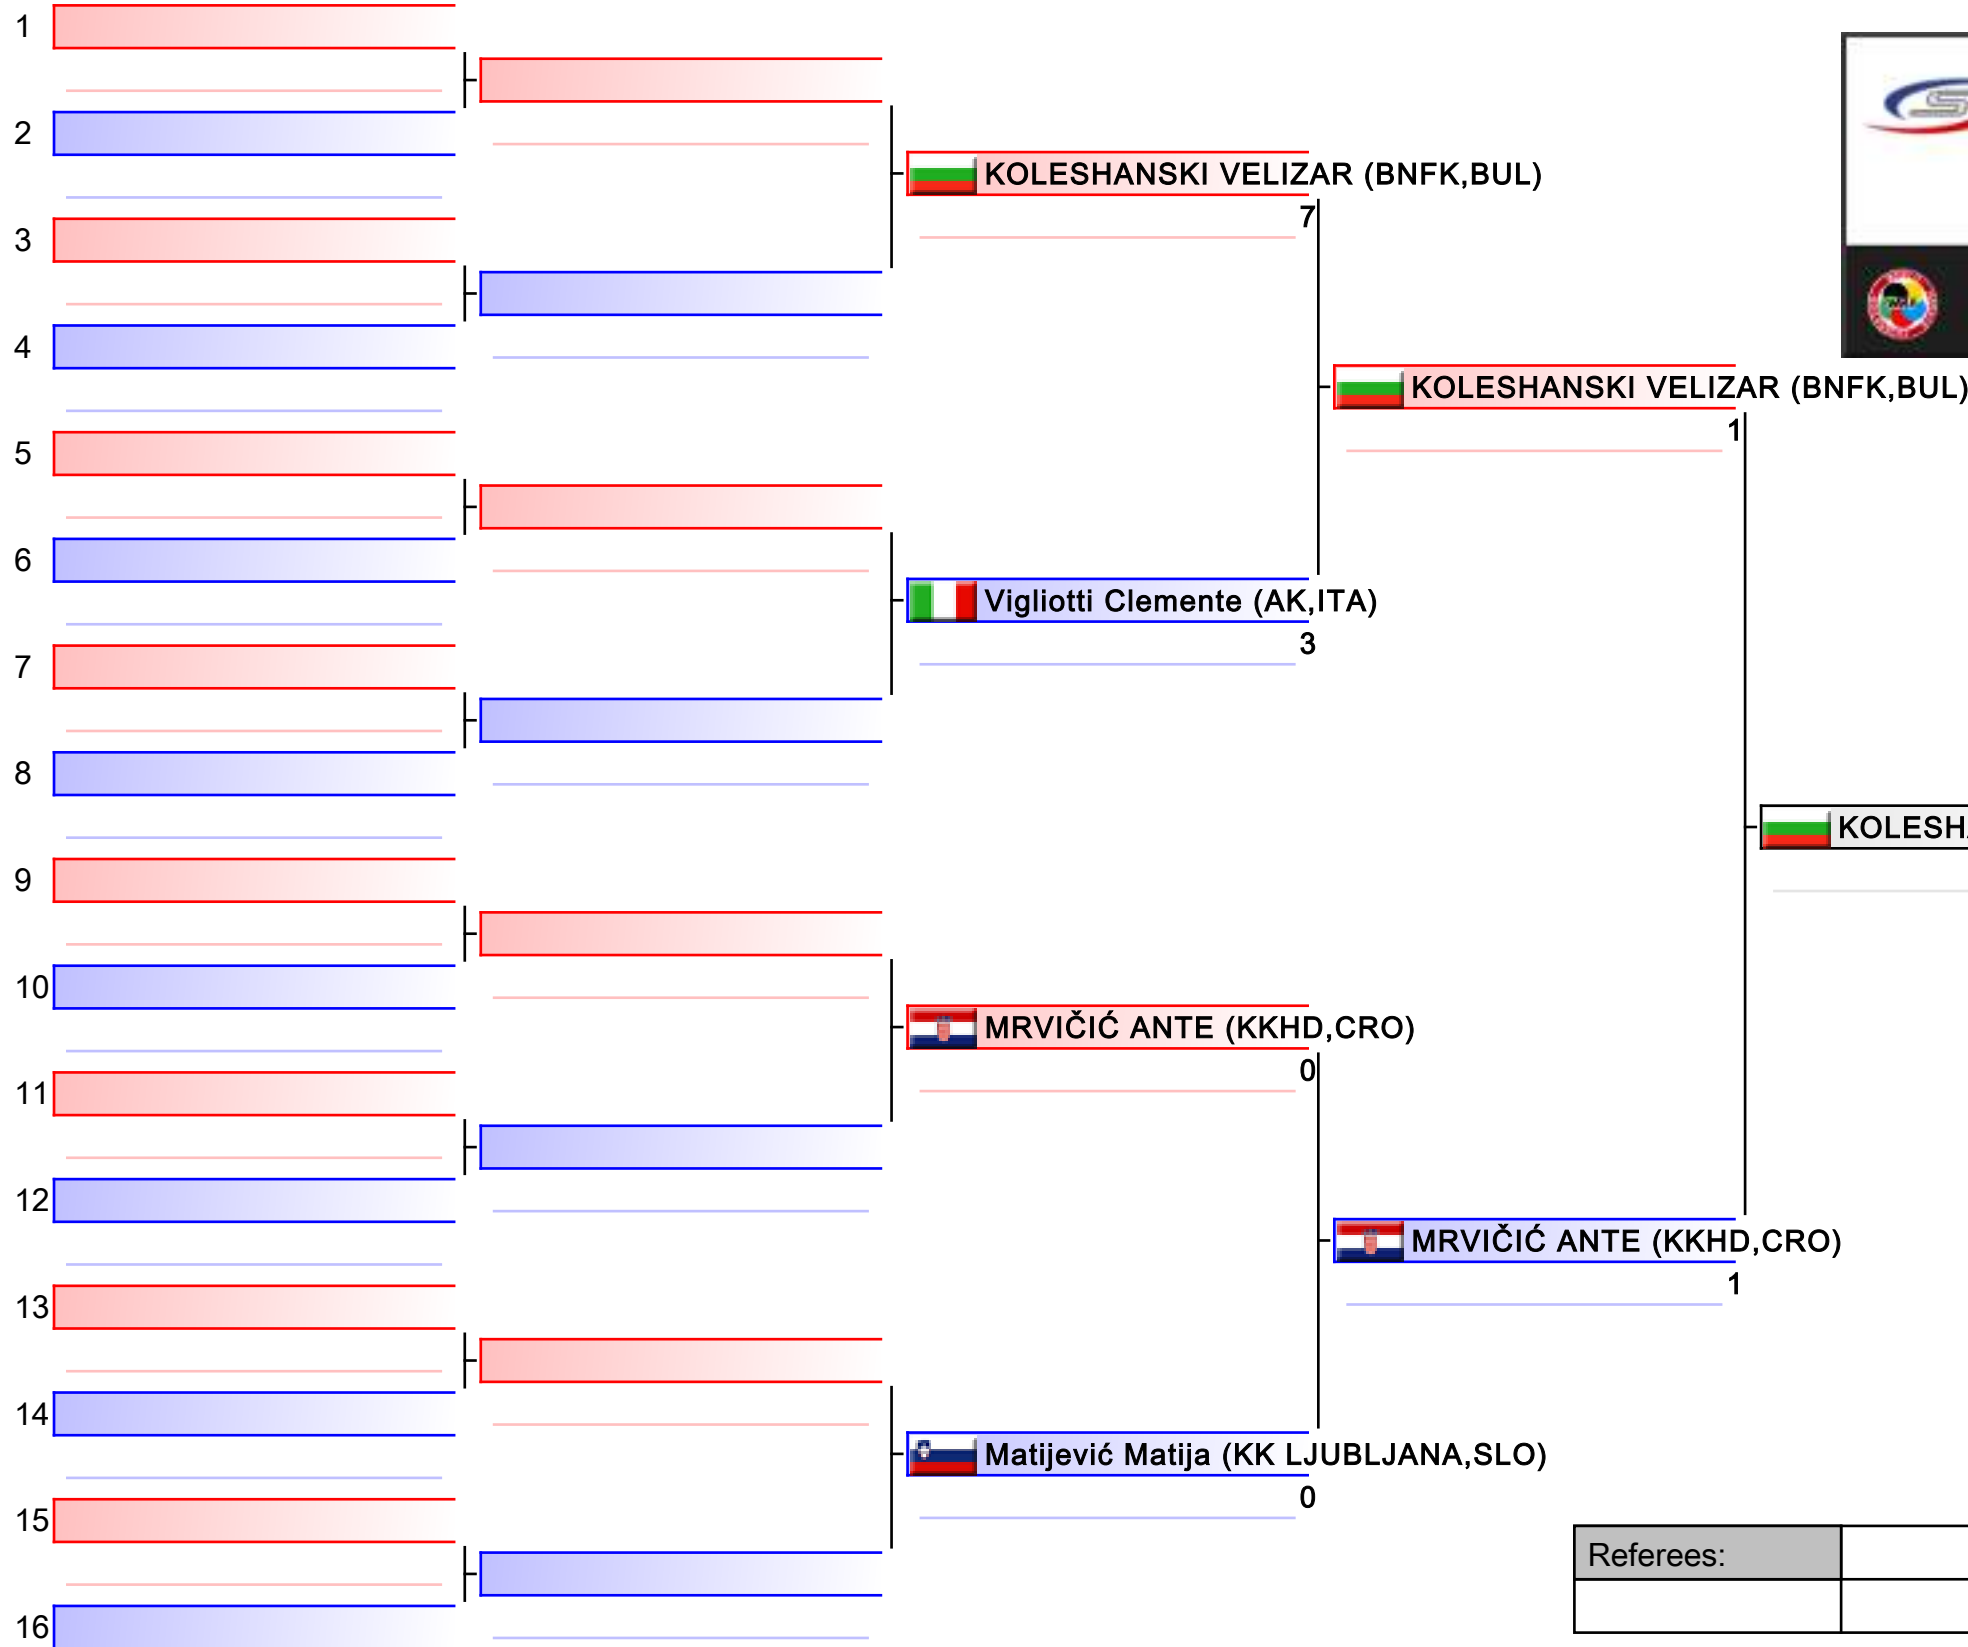 1
2
KOLESHANSKI VELIZAR (BNFK,BUL)
7
3
4
KOLESHANSKI VELIZAR (BNFK,BUL)
1
5
6
Vigliotti Clemente (AK,ITA)
3
7
8
KOLESHA
9
10
MRVIČIĆ ANTE (KKHD,CRO)
0
11
12
MRVIČIĆ ANTE (KKHD,CRO)
1
13
14
Matijević Matija (KK LJUBLJANA,SLO)
0
15
Referees:
16